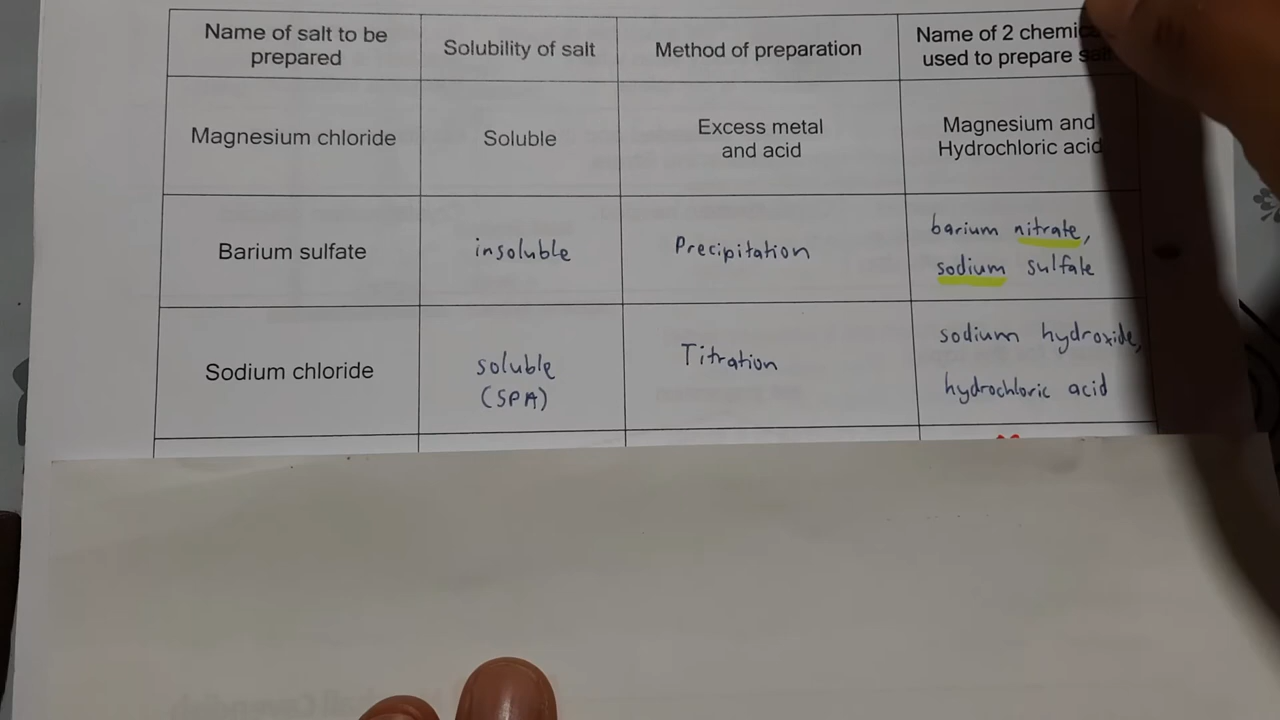 Name of salt to be
prepared
Solubility of salt
Method of preparation
Name of 2
used to prepare
Magnesium chloride
Soluble
Excess metal
and acid
Magnesium and
Hydrochloric acid
Barium sulfate
insoluble
Precipitation
barium nitrate,
sodium sulfate
Sodium chloride
soluble
(SPA)
Titration
sodium hydroxide,
hydrochloric acid